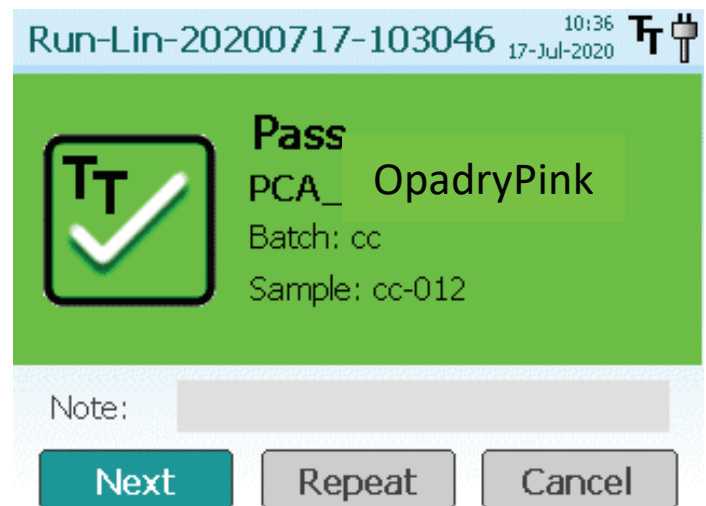 Run-Lin-20200717-103046
10:36
17-Jul-2020
TT
TT
Pass
PCA_ OpadryPink
Batch: cc
Sample: cc-012
Note:
Next Repeat Cancel